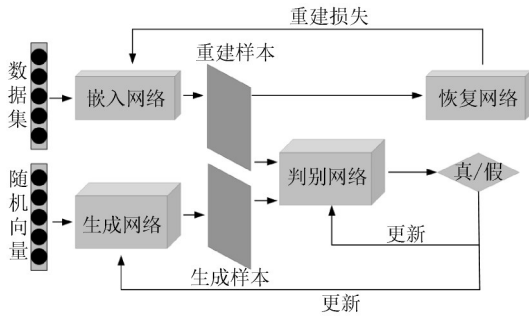 重建损失
重建样本
数据集
嵌入网络
恢复网络
随机向量
生成网络
判别网络
真/假
更新
生成样本
更新